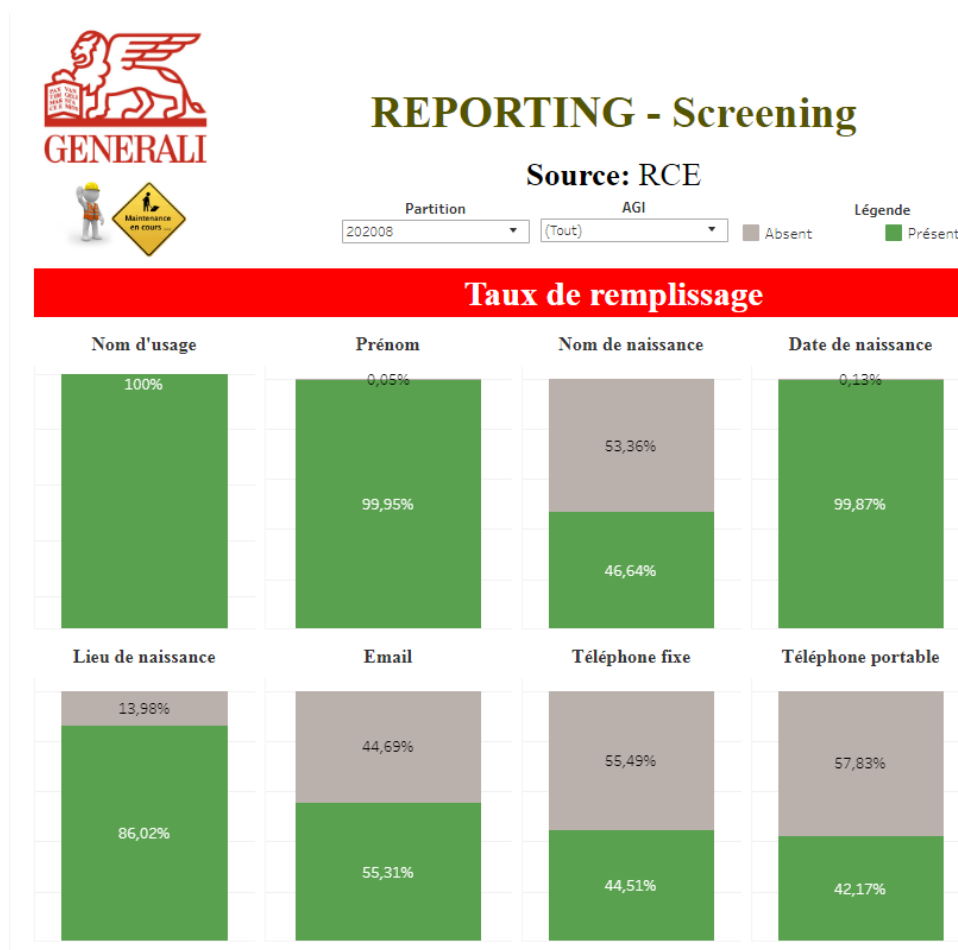 GENERALI
REPORTING - Screening
Source: RCE
Maintenance
en cours ...
Partition
AGI
Légende
202008
(Tout)
Absent
Présent
Taux de remplissage
Nom d'usage
Prénom
Nom de naissance
Date de naissance
100%
0,05%
0,13%
53,36%
99,95%
99,87%
46,64%
Lieu de naissance
Email
Téléphone fixe
Téléphone portable
13,98%
44,69%
55,49%
57,83%
86,02%
55,31%
44,51%
42,17%